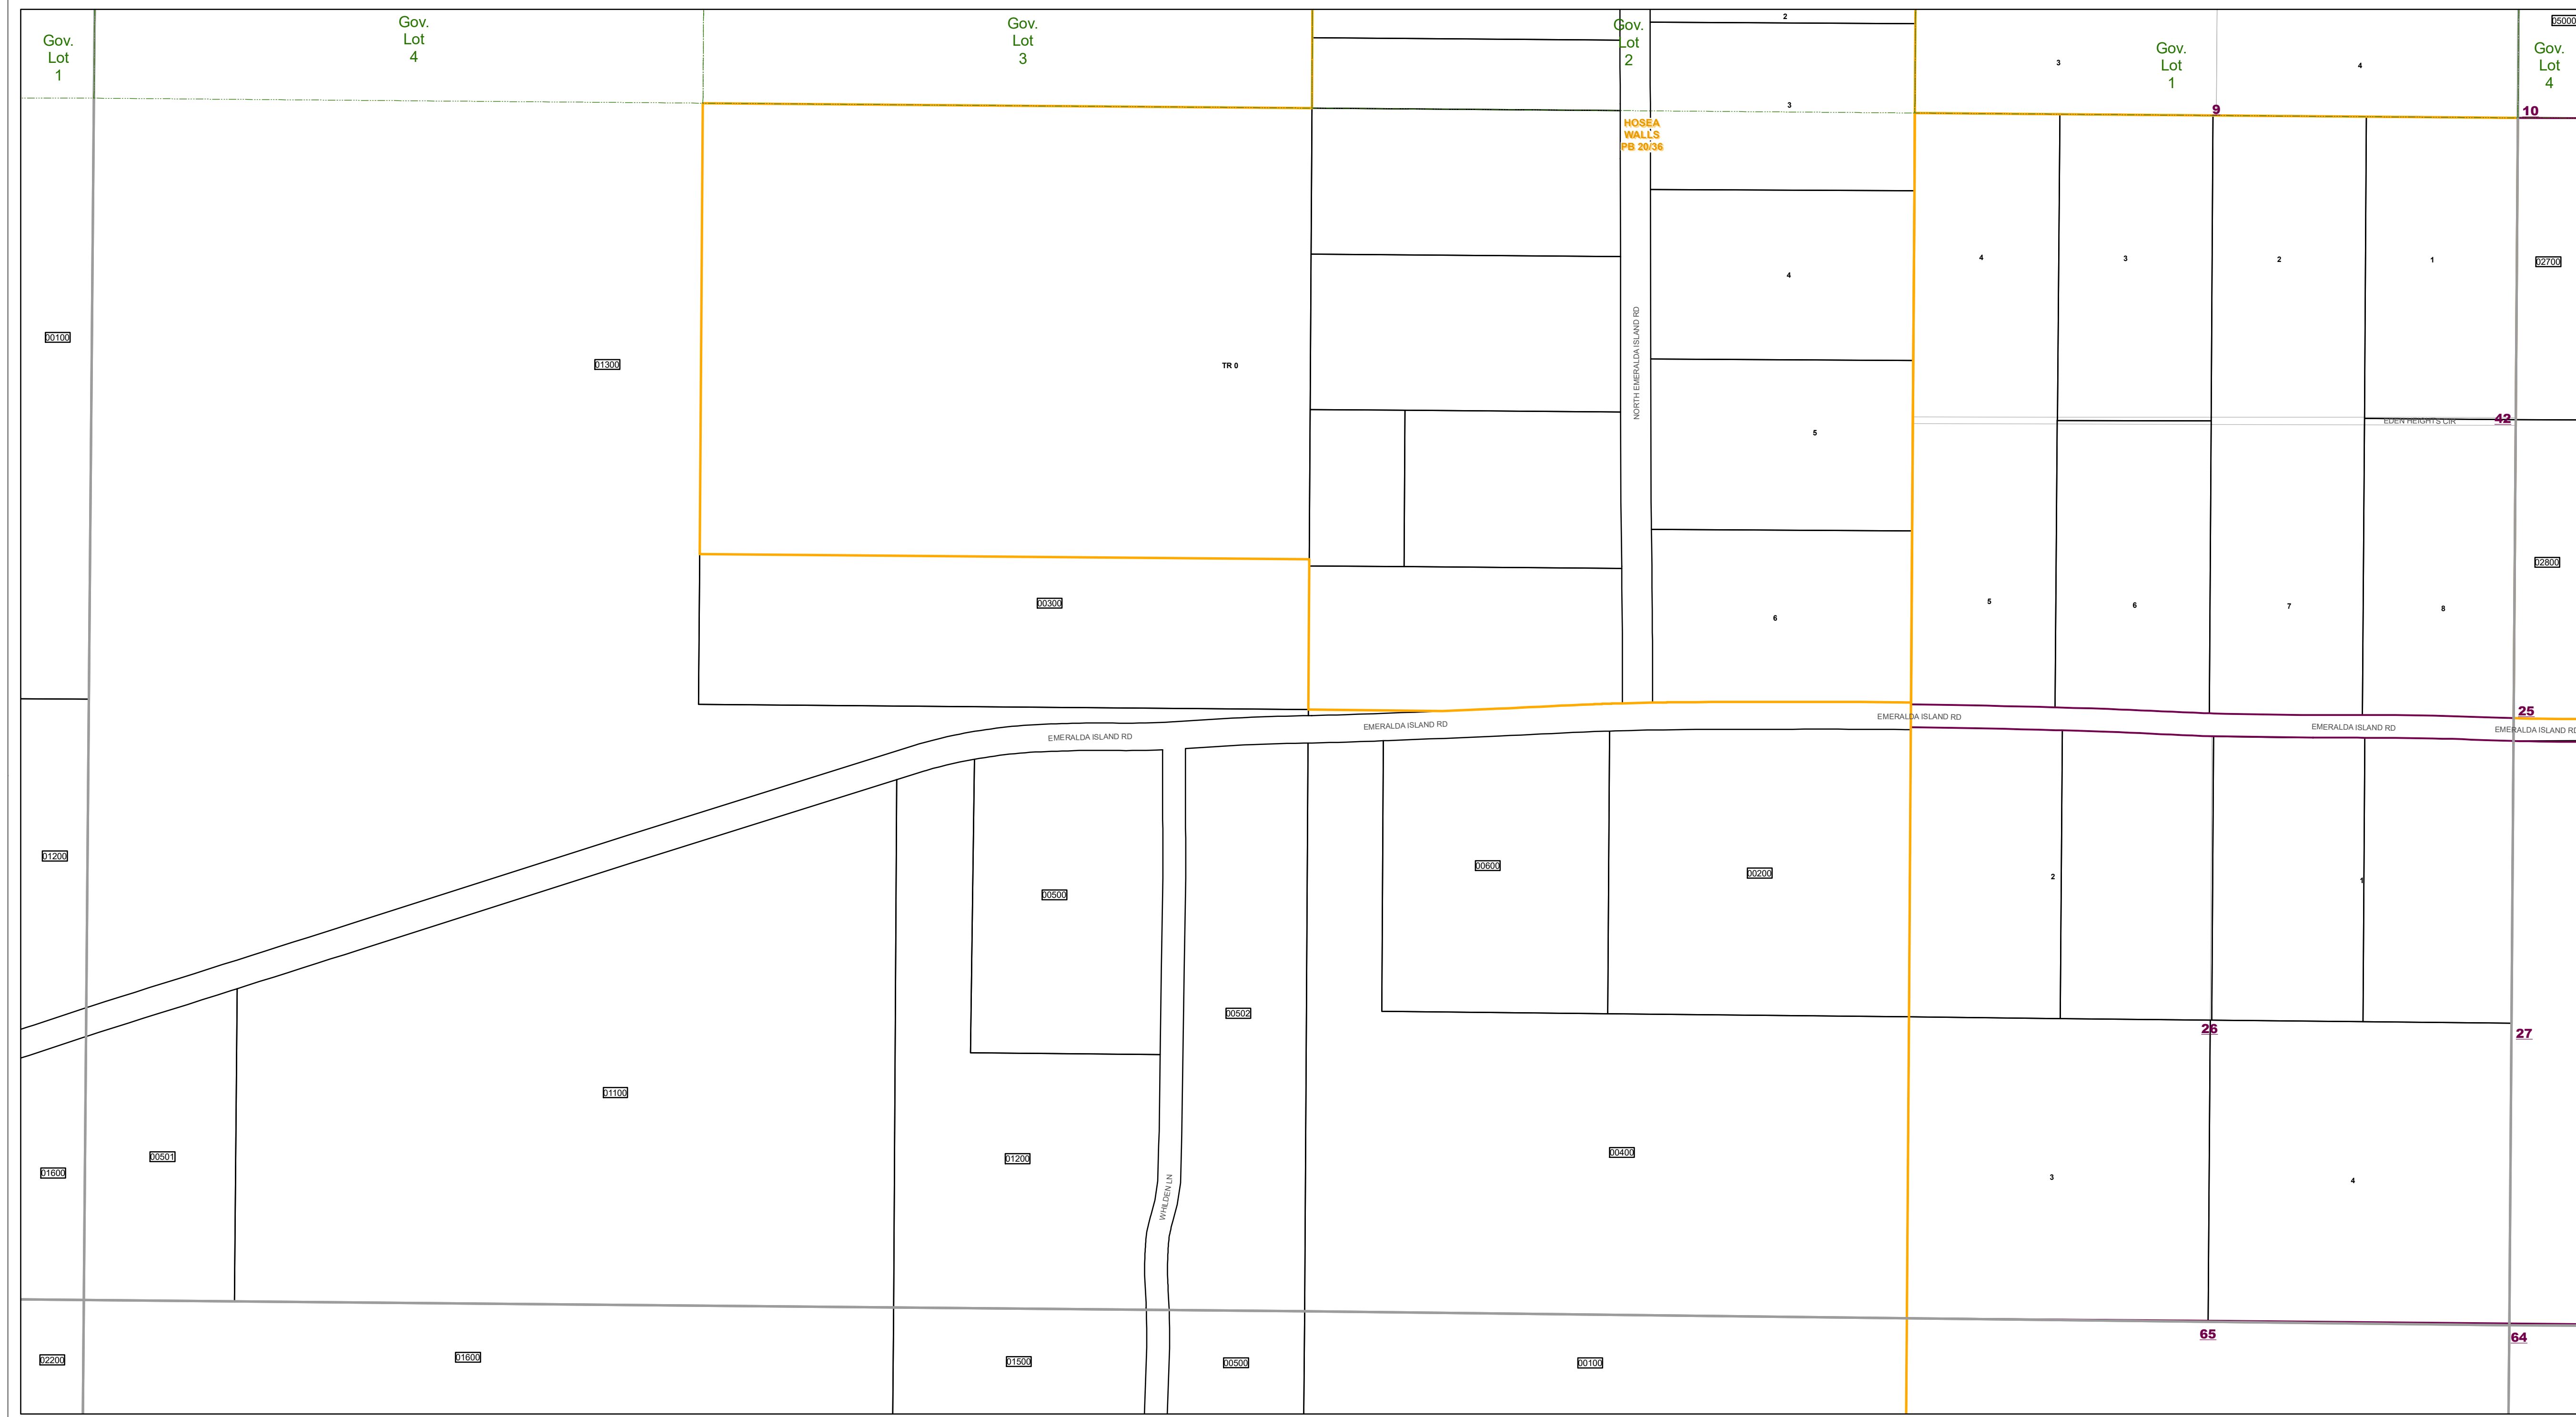 Gov.
Lot
1
Gov.
Lot
4
Gov.
Lot
3
Gov.
Lot
2
Gov.
Lot
1
Gov.
Lot
4
05000
2
3
3
4
9
10
HOSEA
WALLS
PB 20/36
00100
01300
TR 0
NORTH EMERALDA ISLAND RD
4
5
6
4
3
2
1
02700
EDEN HEIGHTS CIR
42
02800
00300
5
6
7
8
25
EMERALDA ISLAND RD
EMERALDA ISLAND RD
EMERALDA ISLAND RD
EMERALDA ISLAND RD
EMERALDA ISLAND RD
01200
00500
00600
00200
2
1
00502
26
27
01100
00501
01600
01200
WHILDEN LN
00400
3
4
65
64
02200
01600
01500
00500
00100